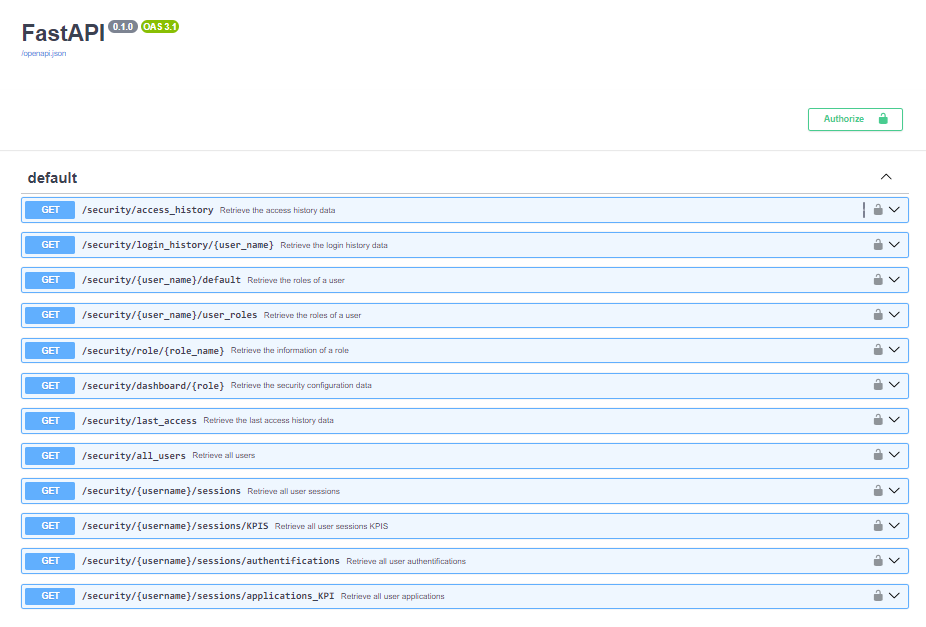 FastAPI 0.1.0 OAS 3.1
/openapi.json
Authorize
default
GET /security/access_history Retrieve the access history data
GET /security/login_history/{user_name} Retrieve the login history data
GET /security/{user_name}/default Retrieve the roles of a user
GET /security/{user_name}/user_roles Retrieve the roles of a user
GET /security/role/{role_name} Retrieve the information of a role
GET /security/dashboard/{role} Retrieve the security configuration data
GET /security/last_access Retrieve the last access history data
GET /security/all_users Retrieve all users
GET /security/{username}/sessions Retrieve all user sessions
GET /security/{username}/sessions/KPIS Retrieve all user sessions KPIS
GET /security/{username}/sessions/authentifications Retrieve all user authentifications
GET /security/{username}/sessions/applications_KPI Retrieve all user applications